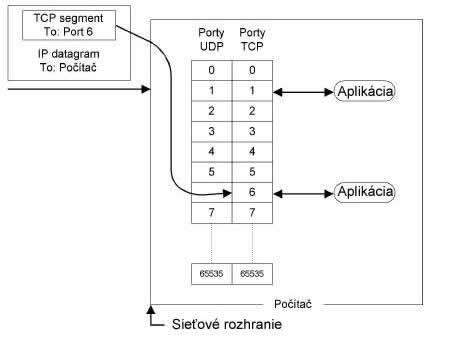 TCP segment
To: Port 6
IP datagram
To: Počítač
Porty UDP
Porty TCP
0 0
1 1 Aplikácia
2 2
3 3
4 4
5 5
6 Aplikácia
7 7
65535 65535
Počítač
Sieťové rozhranie